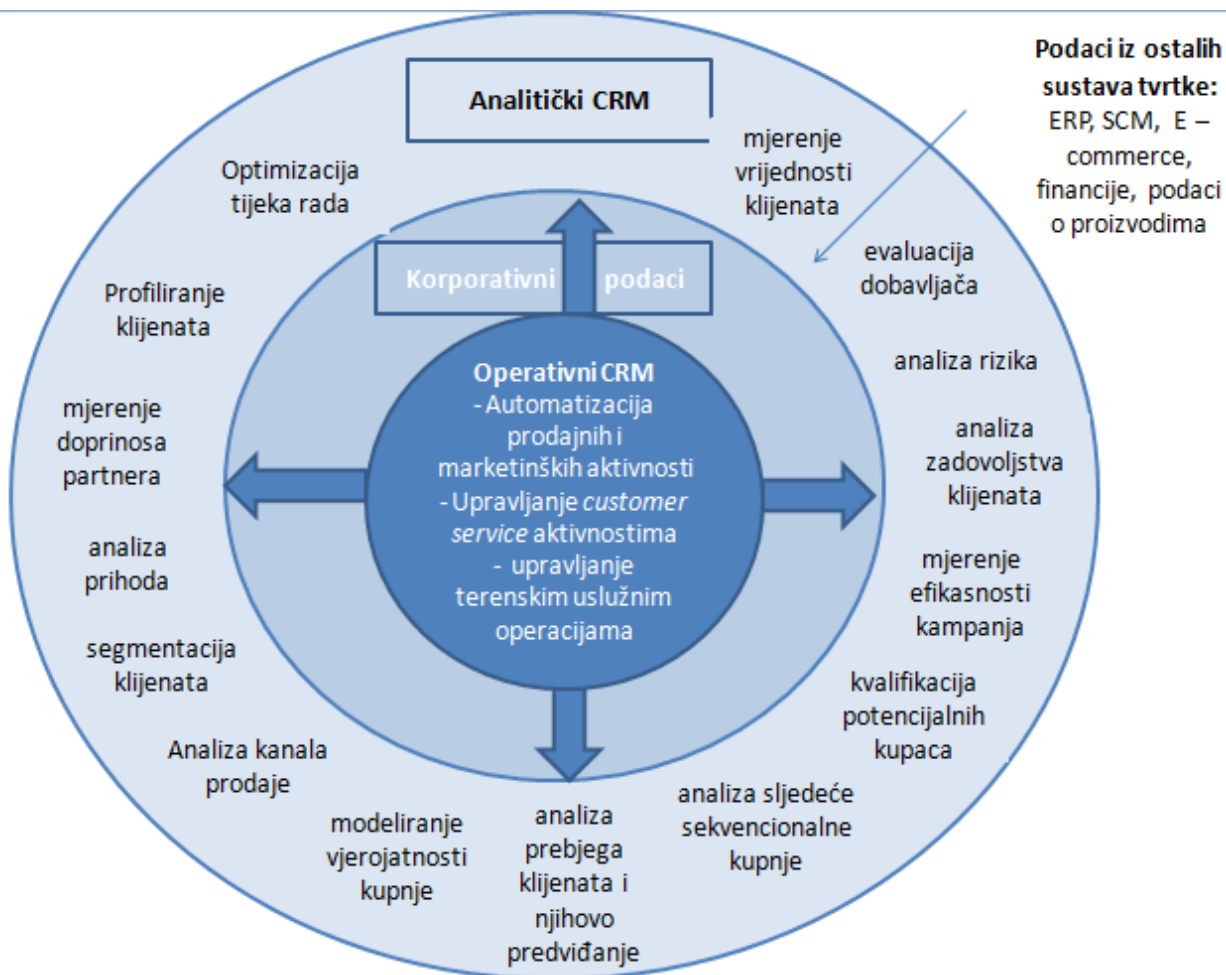 Podaci iz ostalih
sustava tvrtke:
ERP, SCM, E –
commerce,
financije, podaci
o proizvodima
Analitički CRM
mjerenje
vrijednosti
klijenata
evaluacija
dobavljača
analiza rizika
analiza
zadovoljstva
klijenata
mjerenje
efikasnosti
kampanja
kvalifikacija
potencijalnih
kupaca
analiza sljedeće
sekvencionalne
kupnje
analiza
prebjega
klijenata i
njihovo
predviđanje
modeliranje
vjerojatnosti
kupnje
Analiza kanala
prodaje
segmentacija
klijenata
analiza
prihoda
mjerenje
doprinosa
partnera
Profiliranje
klijenata
Optimizacija
tijeka rada
Korporativni podaci
Operativni CRM
- Automatizacija
prodajnih i
marketinških aktivnosti
- Upravljanje customer
service aktivnostima
- upravljanje
terenskim uslužnim
operacijama